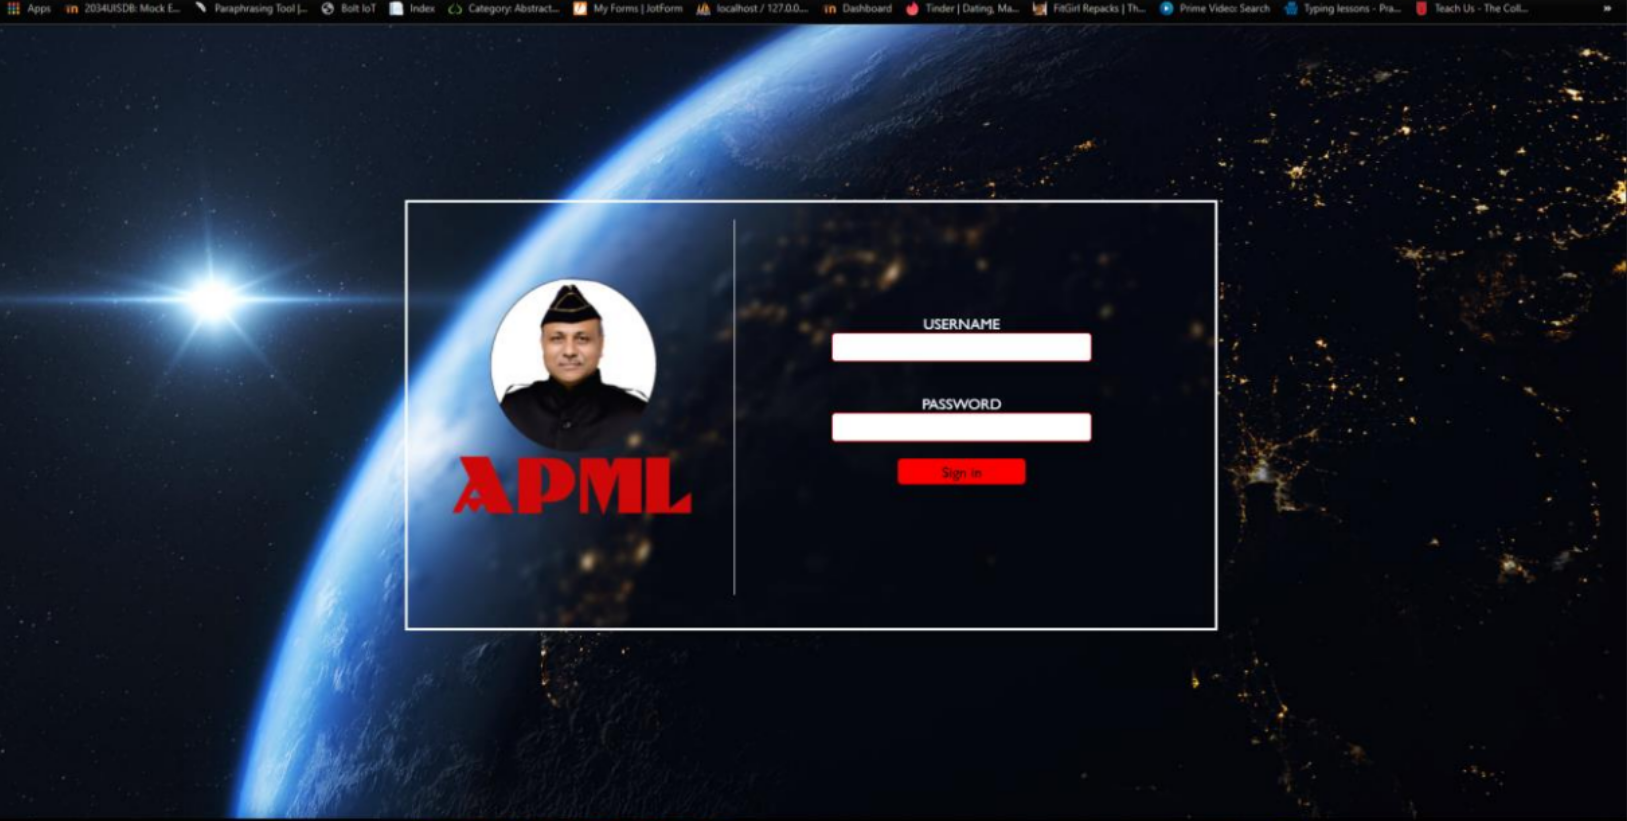 Apps 2034UISDB: Mock E... Paraphrasing Tool |... Bolt IoT Index Category: Abstract... My Forms | JotForm localhost / 127.0.0... Dashboard Tinder | Dating, Ma... FitGirl Repacks | Th... Prime Video: Search Typing lessons - Pra... Teach Us - The Coll... »
USERNAME
PASSWORD
Sign in
APML